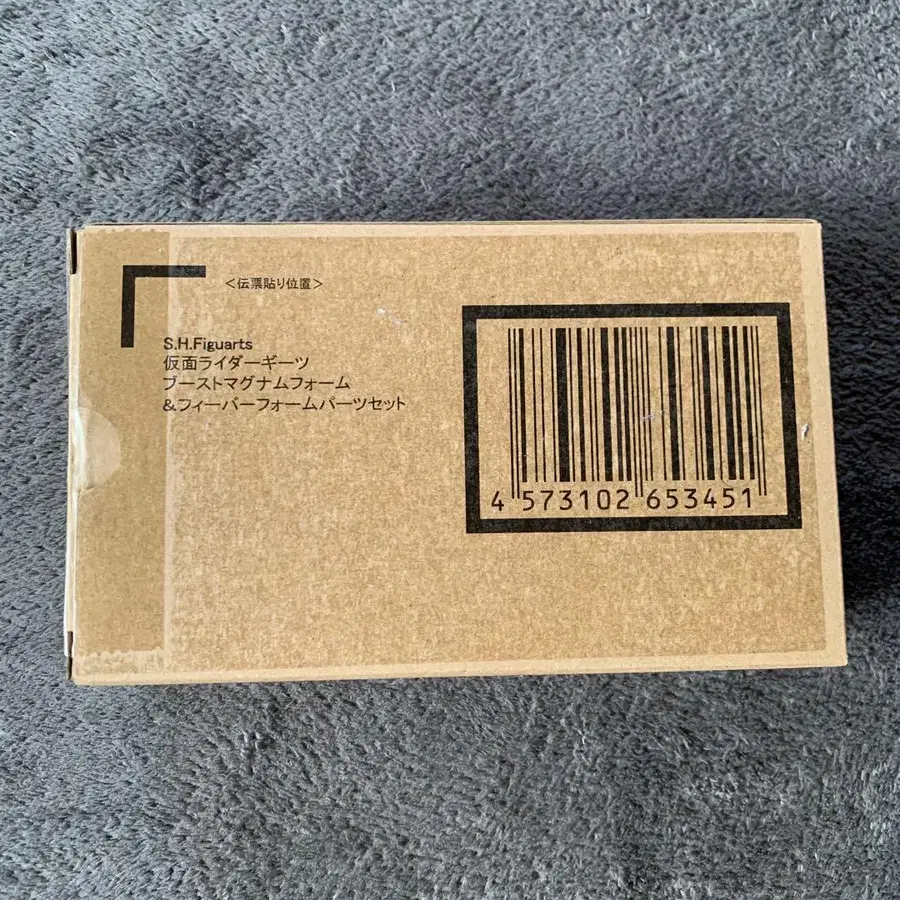 <伝票貼り位置>
S.H.Figuarts
仮面ライダーギーツ
ブーストマグナムフォーム
&フィーバーフォームパーツセット
4 573102 653451